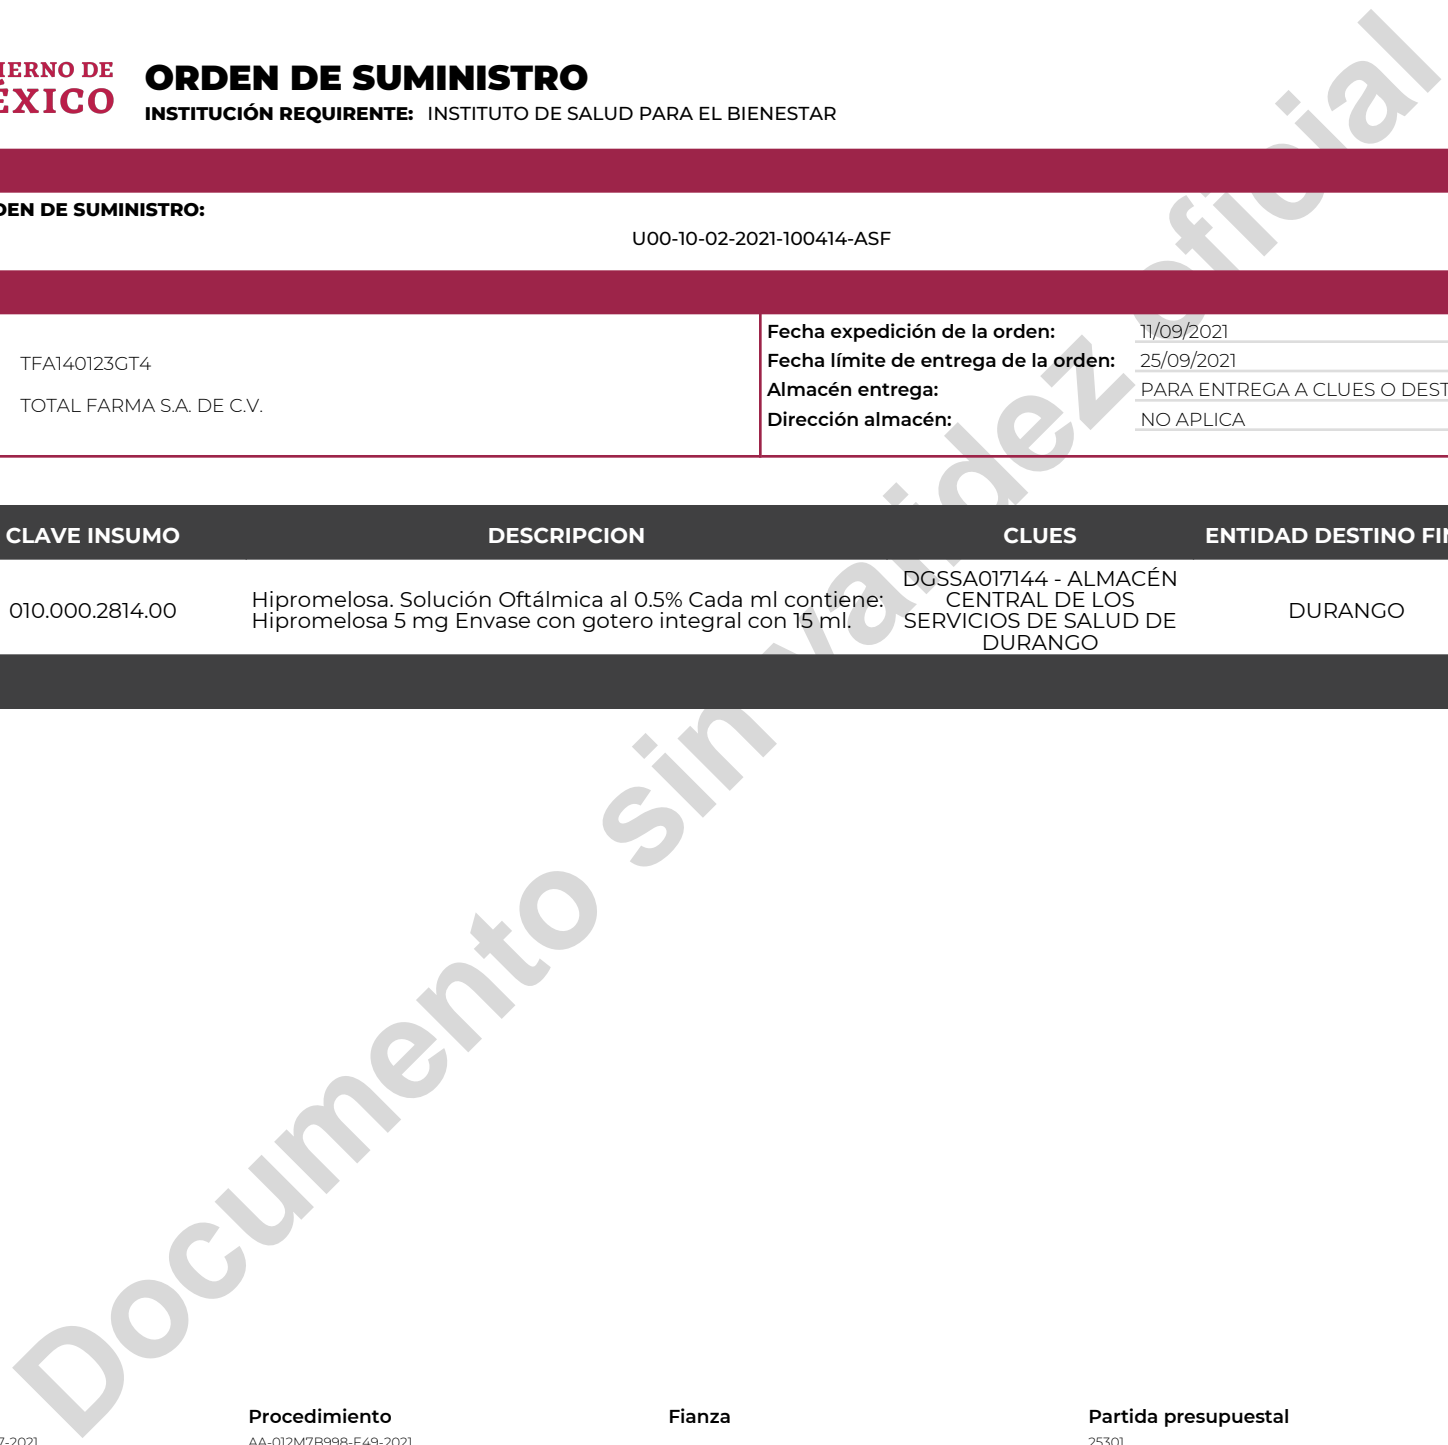 ORDEN DE SUMINISTRO
DE
INSTITUCIÓN REQUIRENTE: INSTITUTO DE SALUD PARA EL BIENESTAR
DE SUMINISTRO:
U00-10-02-2021-100414-ASF
TFA140123GT4
TOTAL FARMA S.A. DE C.V.
Fecha expedición de la orden: 11/09/2021
Fecha límite de entrega de la orden: 25/09/2021
Almacén entrega: PARA ENTREGA A CLUES O
Dirección almacén: NO APLICA
CLAVE INSUMO DESCRIPCION CLUES ENTIDAD DESTINO
010.000.2814.00
Hipromelosa. Solución Oftálmica al 0.5% Cada ml contiene:
Hipromelosa 5 mg Envase con gotero integral con 15 ml.
DGSSA017144 - ALMACÉN
CENTRAL DE LOS
SERVICIOS DE SALUD DE
DURANGO
DURANGO
Documento sin validez oficial
Procedimiento Fianza Partida presupuestal